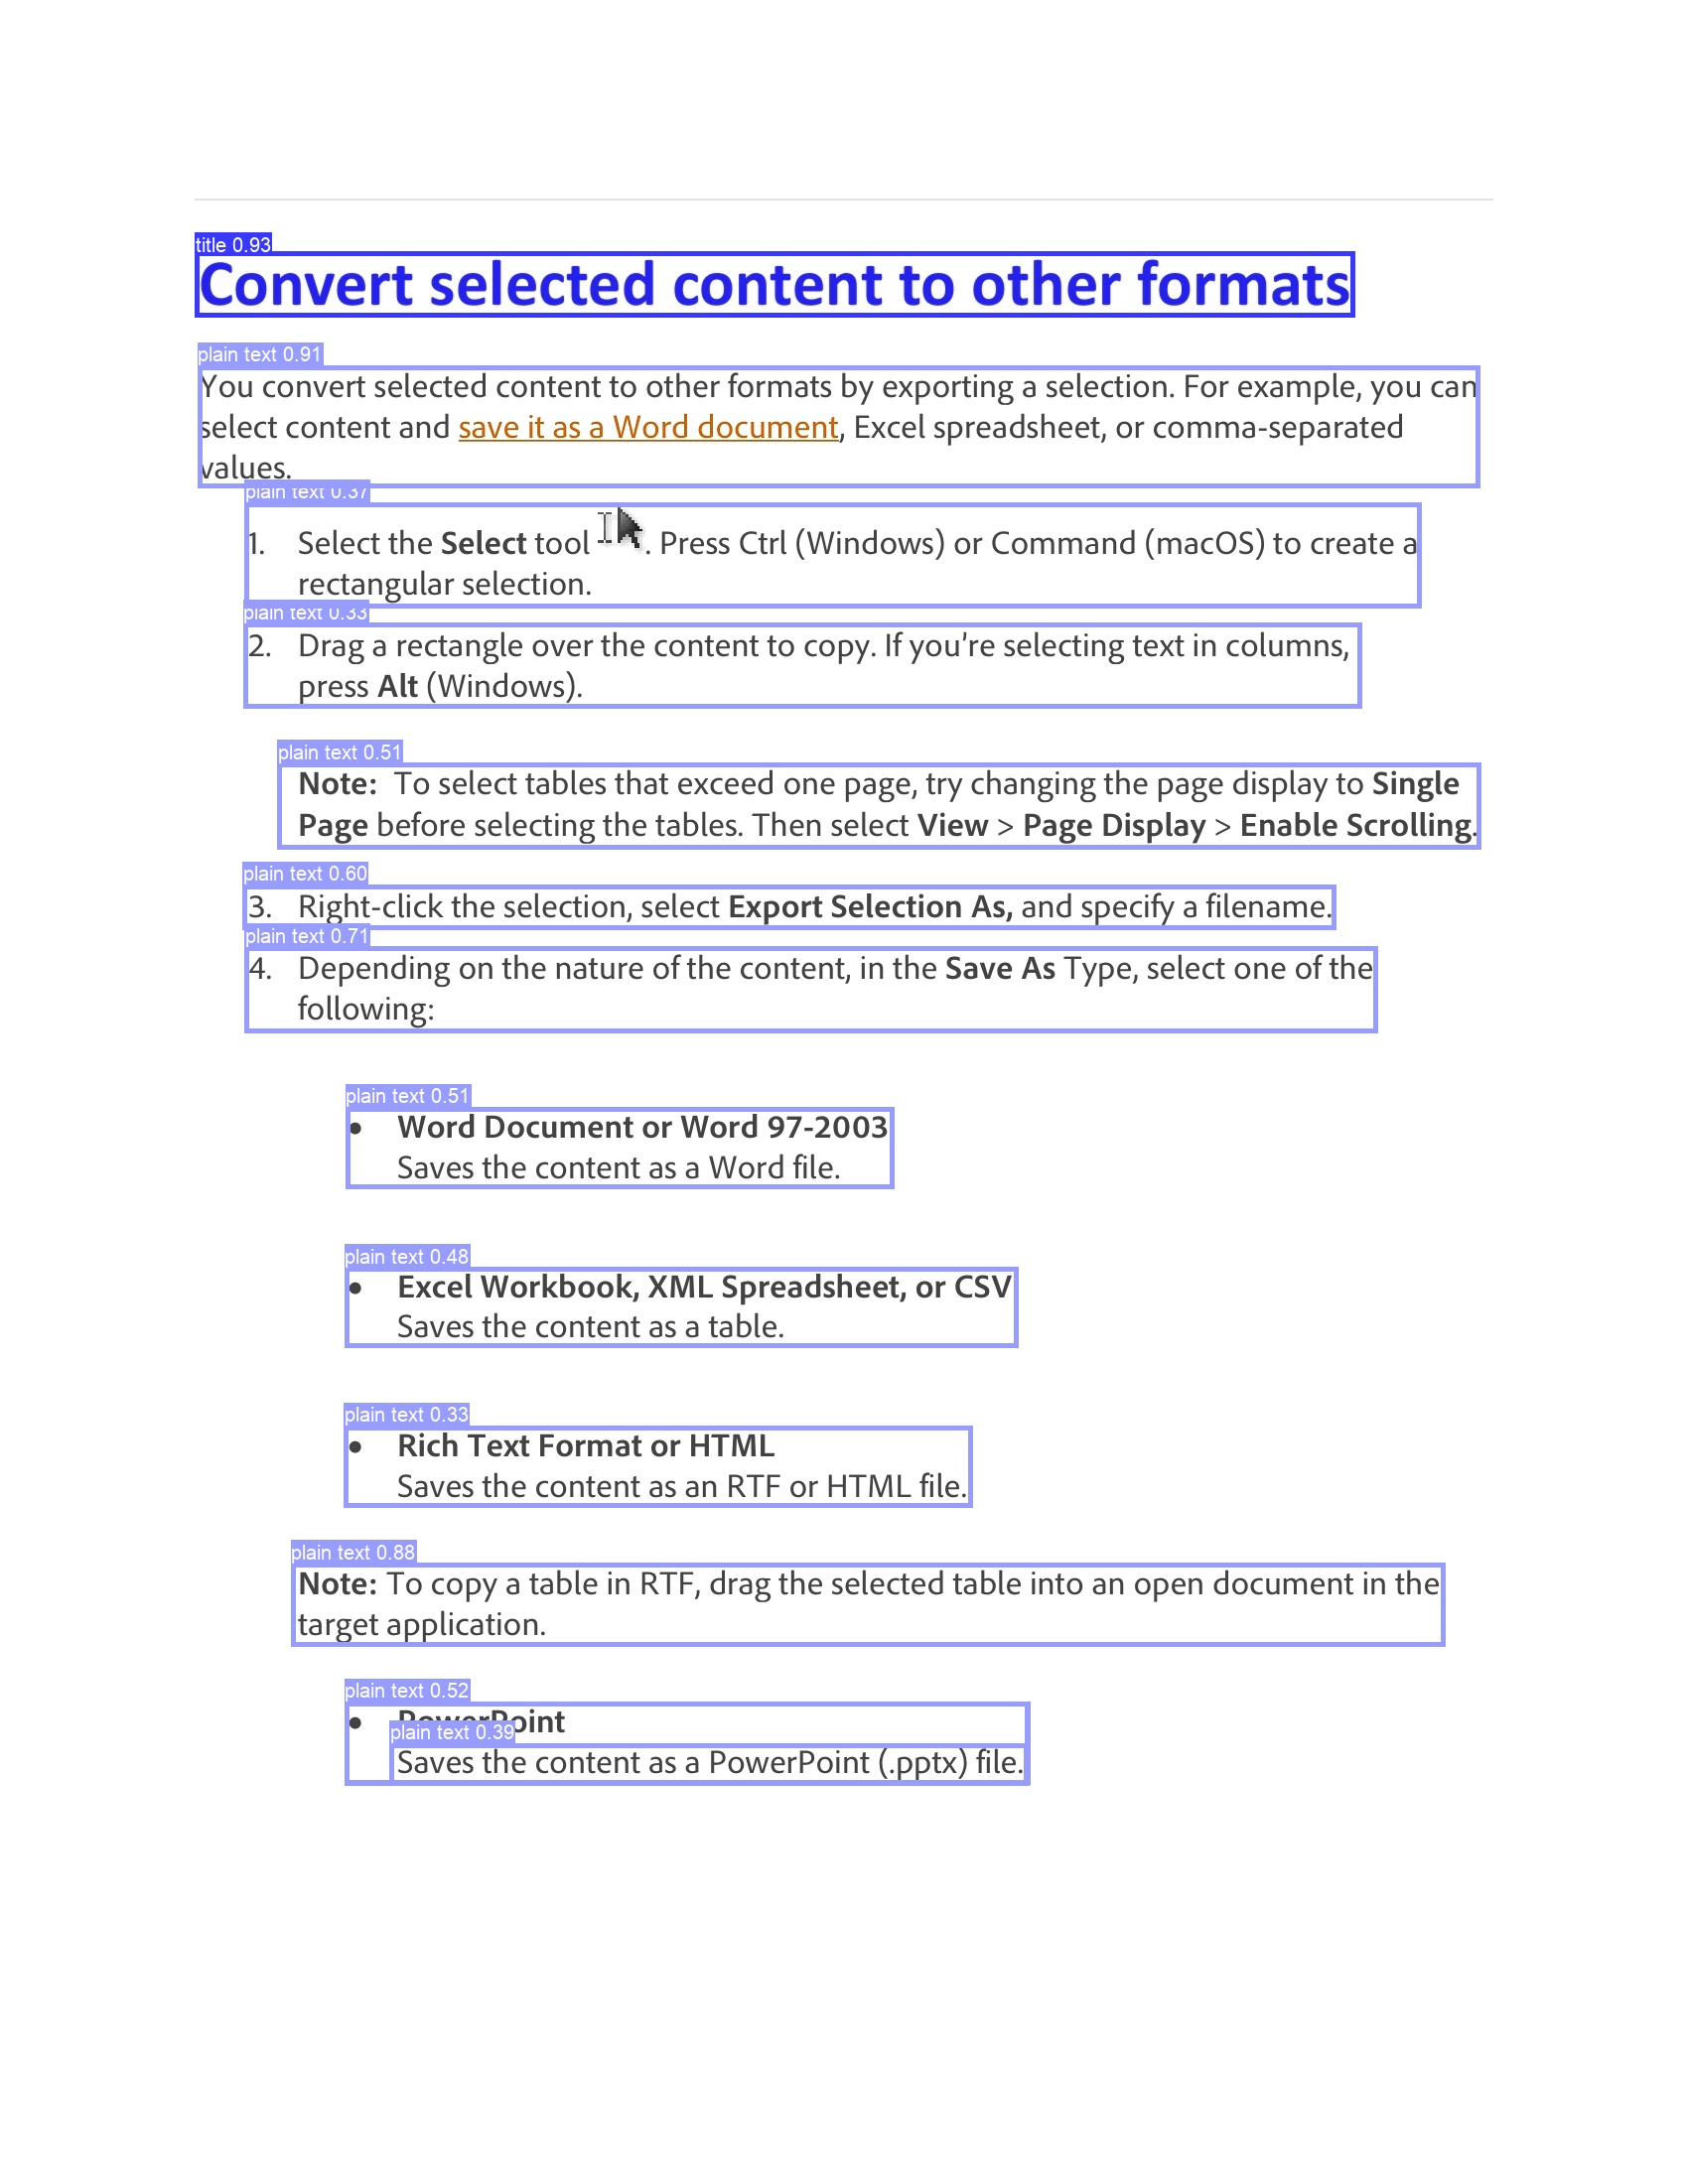 title 0.93
Convert selected content to other formats
plain text 0.91
You convert selected content to other formats by exporting a selection. For example, you can
select content and save it as a Word document, Excel spreadsheet, or comma-separated
values.
plain text 0.37
1. Select the Select tool . Press Ctrl (Windows) or Command (macOS) to create a
rectangular selection.
plain text 0.33
2. Drag a rectangle over the content to copy. If you’re selecting text in columns,
press Alt (Windows).
plain text 0.51
Note: To select tables that exceed one page, try changing the page display to Single
Page before selecting the tables. Then select View > Page Display > Enable Scrolling.
plain text 0.60
3. Right-click the selection, select Export Selection As, and specify a filename.
plain text 0.71
4. Depending on the nature of the content, in the Save As Type, select one of the
following:
plain text 0.51
• Word Document or Word 97-2003
Saves the content as a Word file.
plain text 0.48
• Excel Workbook, XML Spreadsheet, or CSV
Saves the content as a table.
plain text 0.33
• Rich Text Format or HTML
Saves the content as an RTF or HTML file.
plain text 0.88
Note: To copy a table in RTF, drag the selected table into an open document in the
target application.
plain text 0.52
• PowerPoint
plain text 0.39
Saves the content as a PowerPoint (.pptx) file.